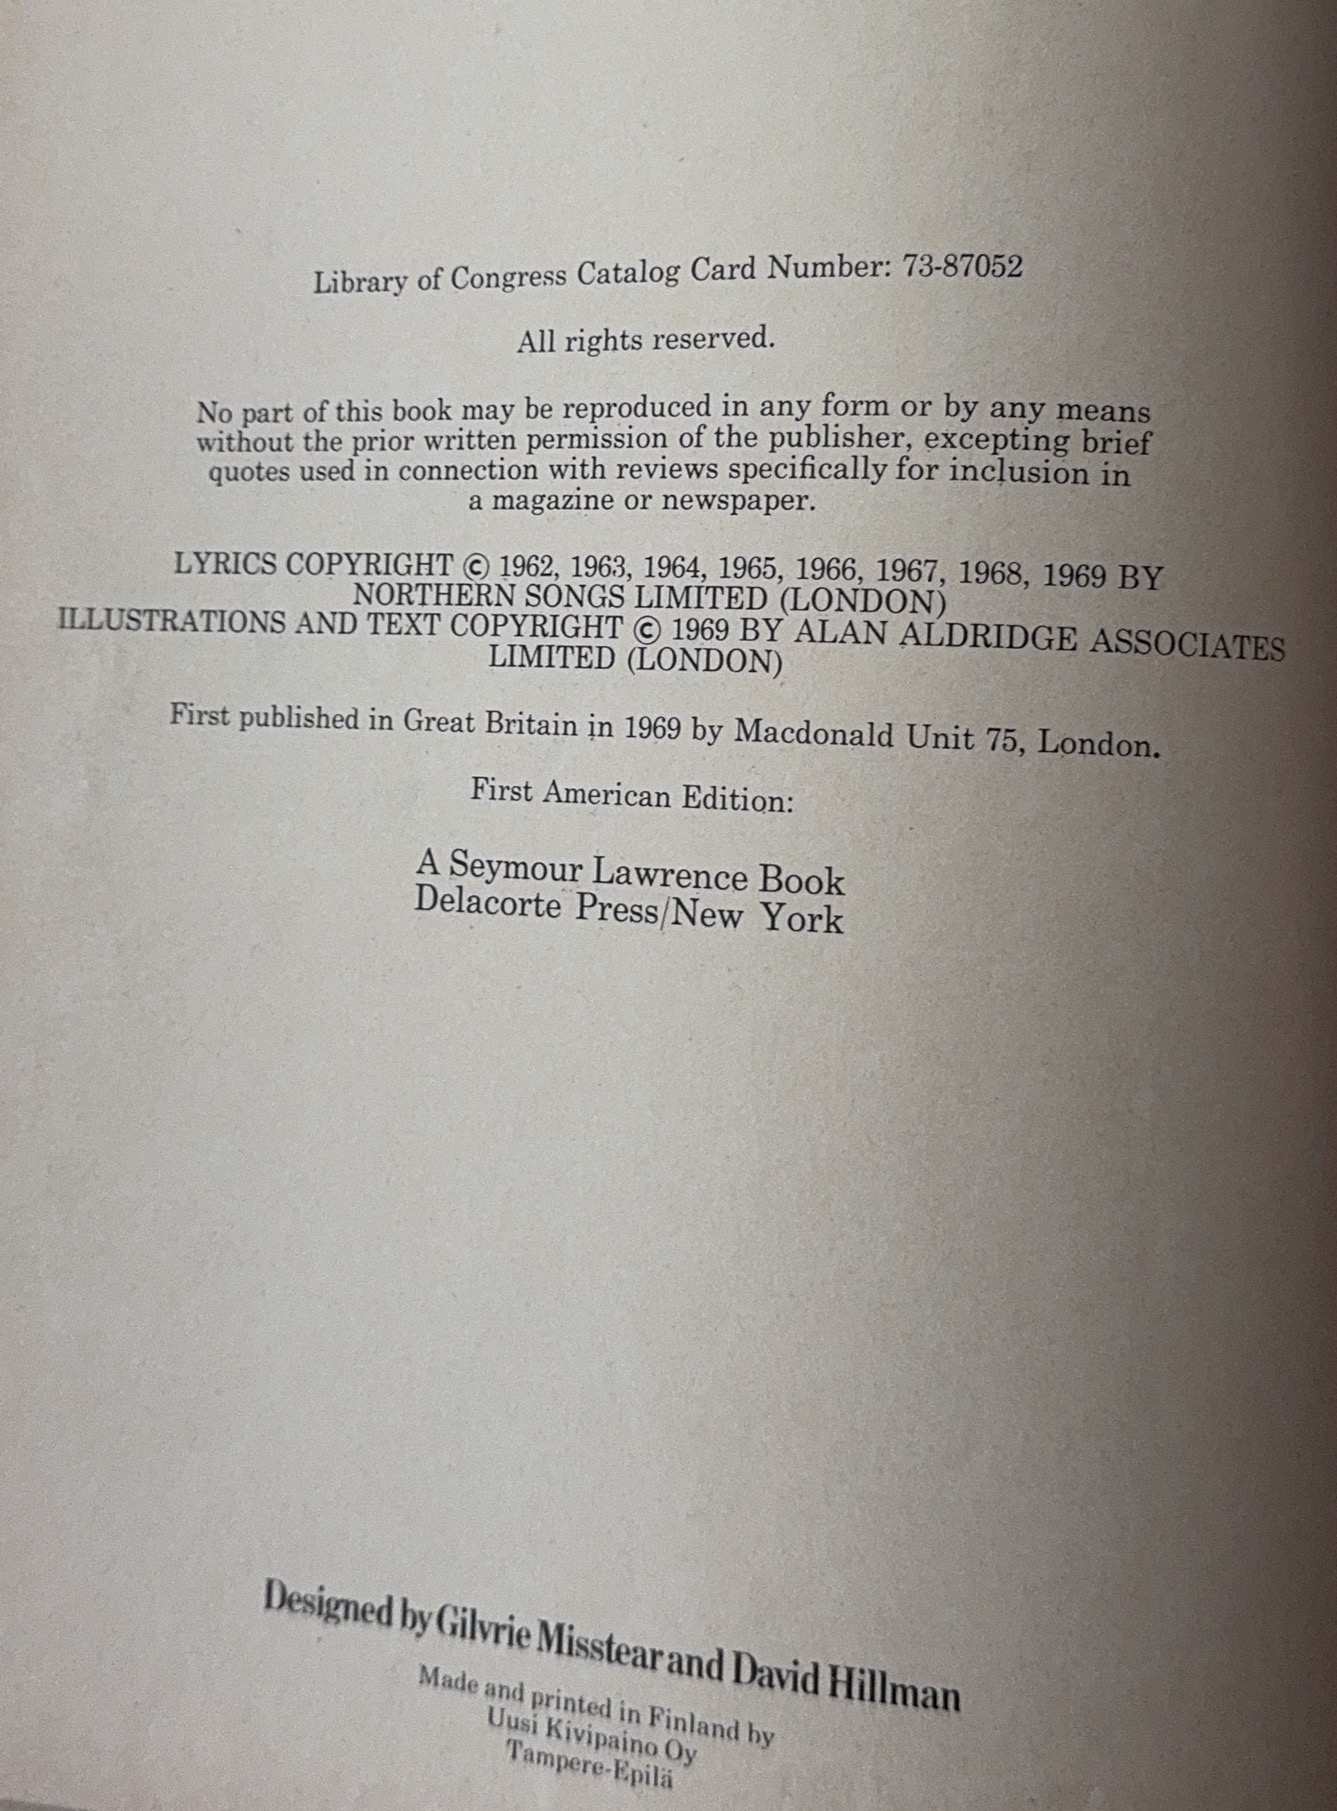 Library of Congress Catalog Card Number: 73-87052
All rights reserved.
No part of this book may be reproduced in any form or by any means
without the prior written permission of the publisher, excepting brief
quotes used in connection with reviews specifically for inclusion in
a magazine or newspaper.
LYRICS COPYRIGHT © 1962, 1963, 1964, 1965, 1966, 1967, 1968, 1969 BY
NORTHERN SONGS LIMITED (LONDON)
ILLUSTRATIONS AND TEXT COPYRIGHT © 1969 BY ALAN ALDRIDGE ASSOCIATES
LIMITED (LONDON)
First published in Great Britain in 1969 by Macdonald Unit 75, London.
First American Edition:
A Seymour Lawrence Book
Delacorte Press/New York
Designed by Gilvrie Misstear and David Hillman
Made and printed in Finland by
Uusi Kivipaino Oy
Tampere-Epilä